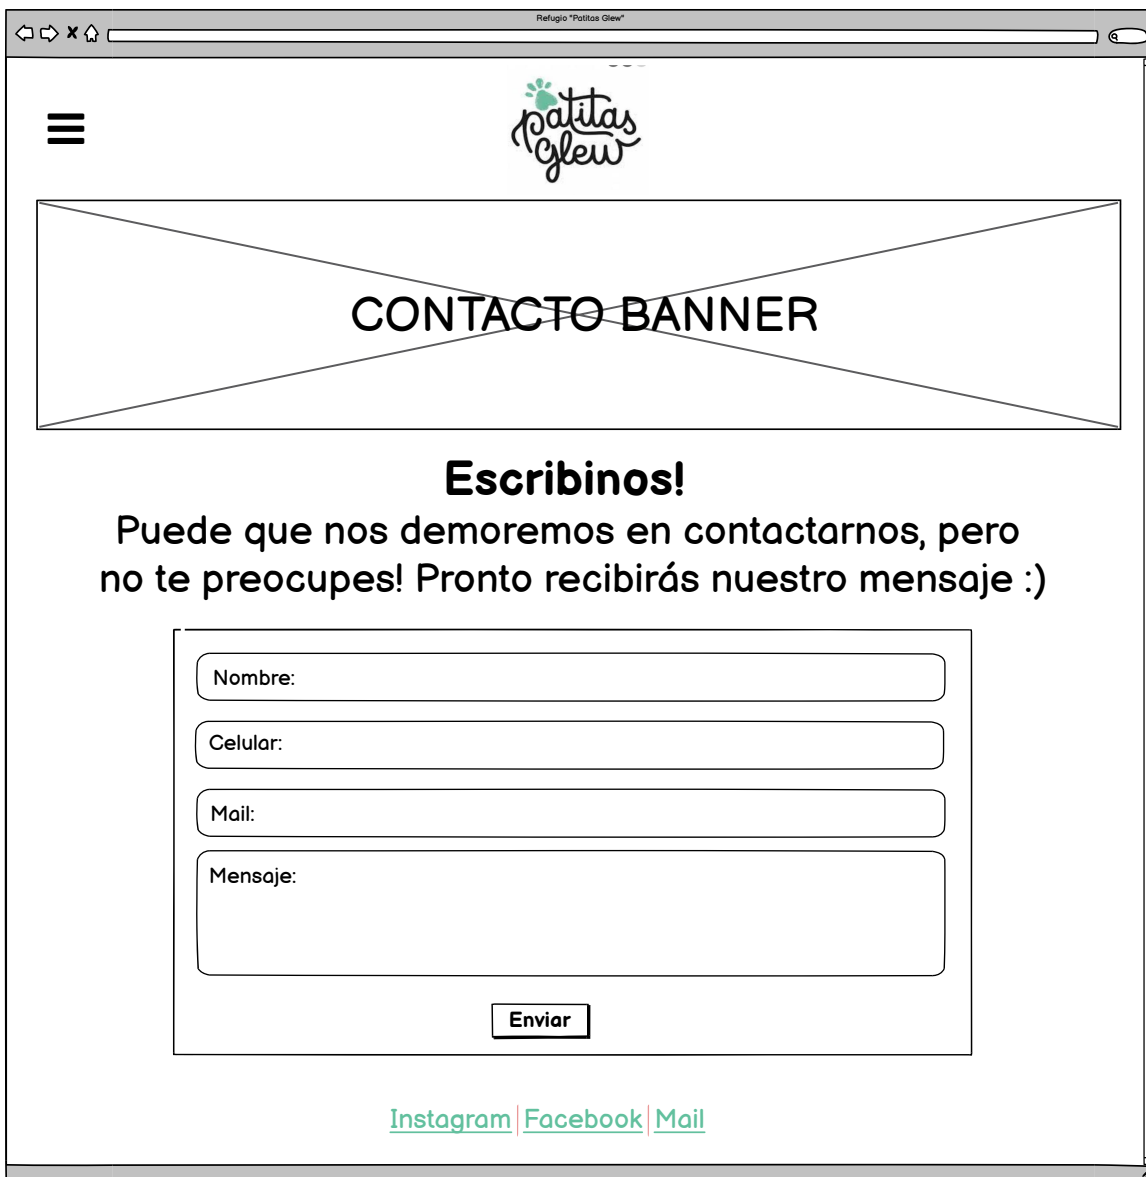 Refugio "Patitas Glew"
patitas
Glew
CONTACTO BANNER
Escribinos!
Puede que nos demoremos en contactarnos, pero
no te preocupes! Pronto recibirás nuestro mensaje :)
Nombre:
Celular:
Mail:
Mensaje:
Enviar
Instagram Facebook Mail